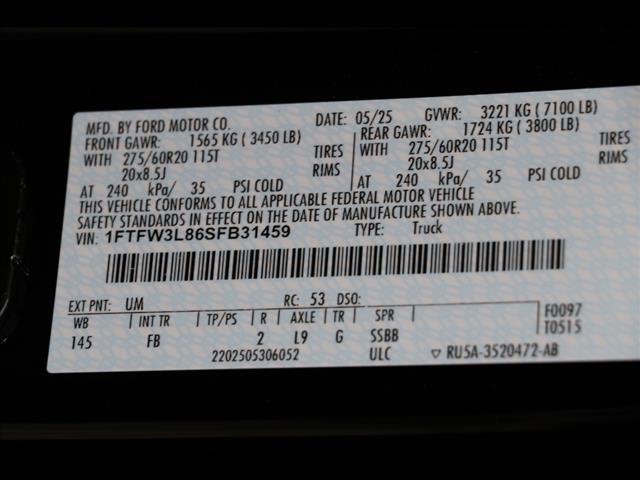 MFD. BY FORD MOTOR CO. DATE: 05/25 GVWR: 3221 KG ( 7100 LB)
FRONT GAWR: 1565 KG ( 3450 LB) REAR GAWR: 1724 KG ( 3800 LB)
WITH 275/60R20 115T TIRES WITH 275/60R20 115T TIRES
20x8.5J RIMS 20x8.5J RIMS
AT 240 kPa/ 35 PSI COLD AT 240 kPa/ 35 PSI COLD
THIS VEHICLE CONFORMS TO ALL APPLICABLE FEDERAL MOTOR VEHICLE
SAFETY STANDARDS IN EFFECT ON THE DATE OF MANUFACTURE SHOWN ABOVE.
VIN: 1FTFW3L86SFB31459 TYPE: Truck
EXT PNT: UM RC: 53 DSO:
WB INT TR TP/PS R AXLE TR SPR F0097
145 FB 2 L9 G SSBB T0515
2202505306052 ULC ▽ RU5A-3520472-AB